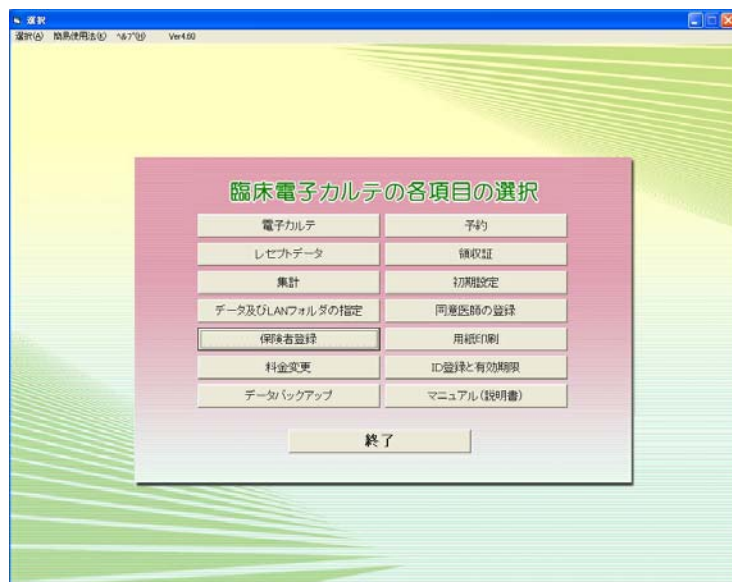 選択
選択(A) 簡易使用法(K) ヘルプ(H) Ver4.60
臨床電子カルテの各項目の選択
電子カルテ 予約
レセプトデータ 領収証
集計 初期設定
データ及びLANフォルダの指定 同意医師の登録
保険者登録 用紙印刷
料金変更 ID登録と有効期限
データバックアップ マニュアル(説明書)
終了